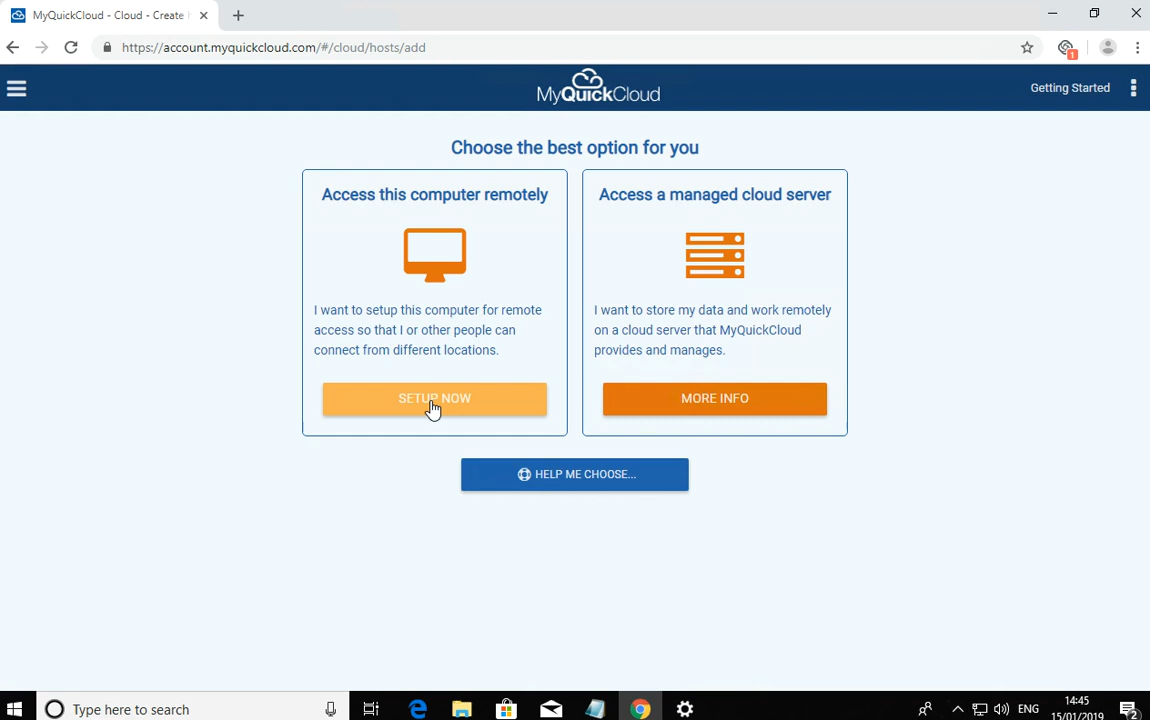 MyQuickCloud - Cloud - Create
https://account.myquickcloud.com/#/cloud/hosts/add
1
MyQuickCloud
Getting Started
Choose the best option for you
Access this computer remotely
I want to setup this computer for remote
access so that I or other people can
connect from different locations.
SETUP NOW
Access a managed cloud server
I want to store my data and work remotely
on a cloud server that MyQuickCloud
provides and manages.
MORE INFO
HELP ME CHOOSE...
Type here to search
ENG
14:45
15/01/2019
2